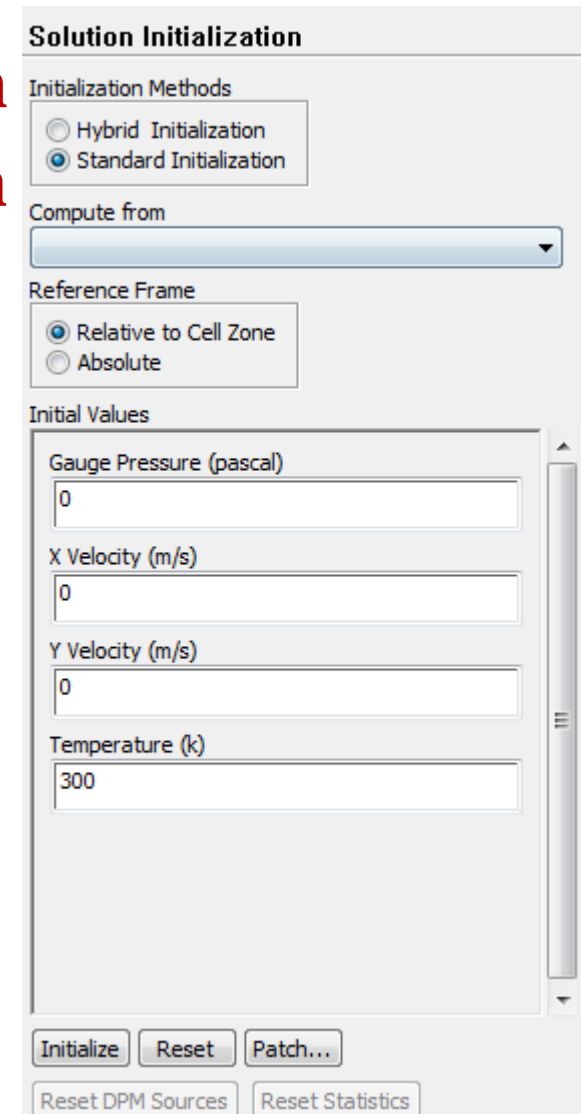 Solution Initialization
Initialization Methods
Hybrid Initialization
Standard Initialization
Compute from
Reference Frame
Relative to Cell Zone
Absolute
Initial Values
Gauge Pressure (pascal)
0
X Velocity (m/s)
0
Y Velocity (m/s)
0
Temperature (k)
300
Initialize Reset Patch...
Reset DPM Sources Reset Statistics